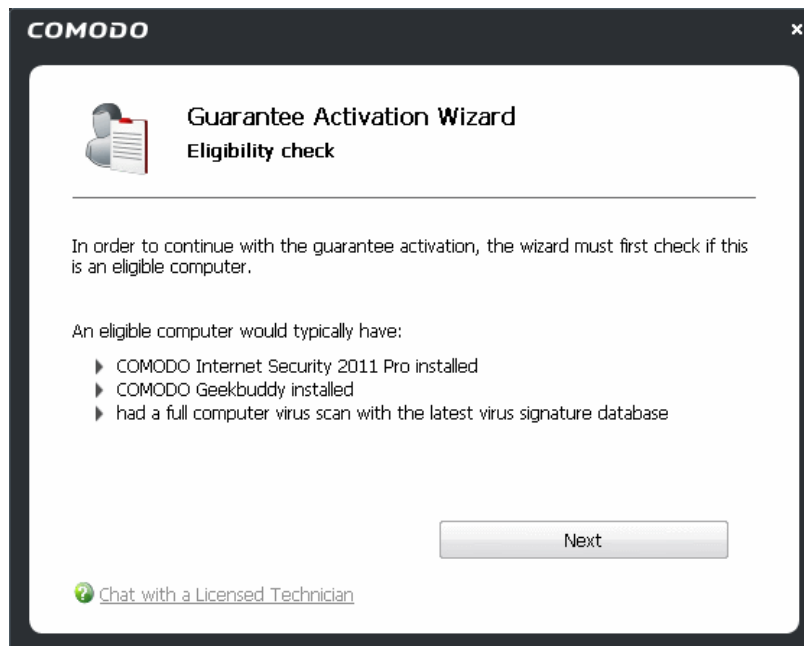 COMODO
Guarantee Activation Wizard
Eligibility check
In order to continue with the guarantee activation, the wizard must first check if this
is an eligible computer.
An eligible computer would typically have:
COMODO Internet Security 2011 Pro installed
COMODO Geekbuddy installed
had a full computer virus scan with the latest virus signature database
Next
Chat with a Licensed Technician